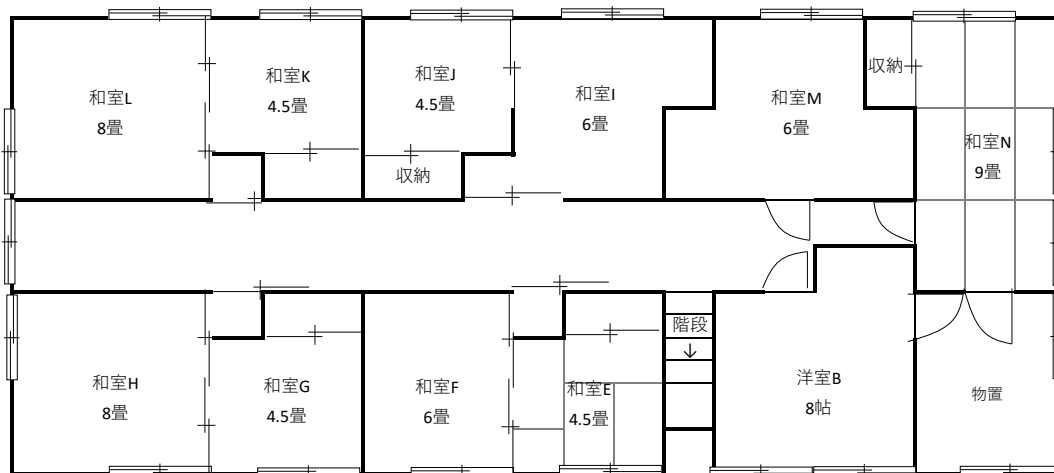 和室L
8畳
和室K
4.5畳
和室J
4.5畳
収納
和室I
6畳
和室M
6畳
収納
和室N
9畳
和室H
8畳
和室G
4.5畳
和室F
6畳
和室E
4.5畳
階段
↓
洋室B
8帖
物置